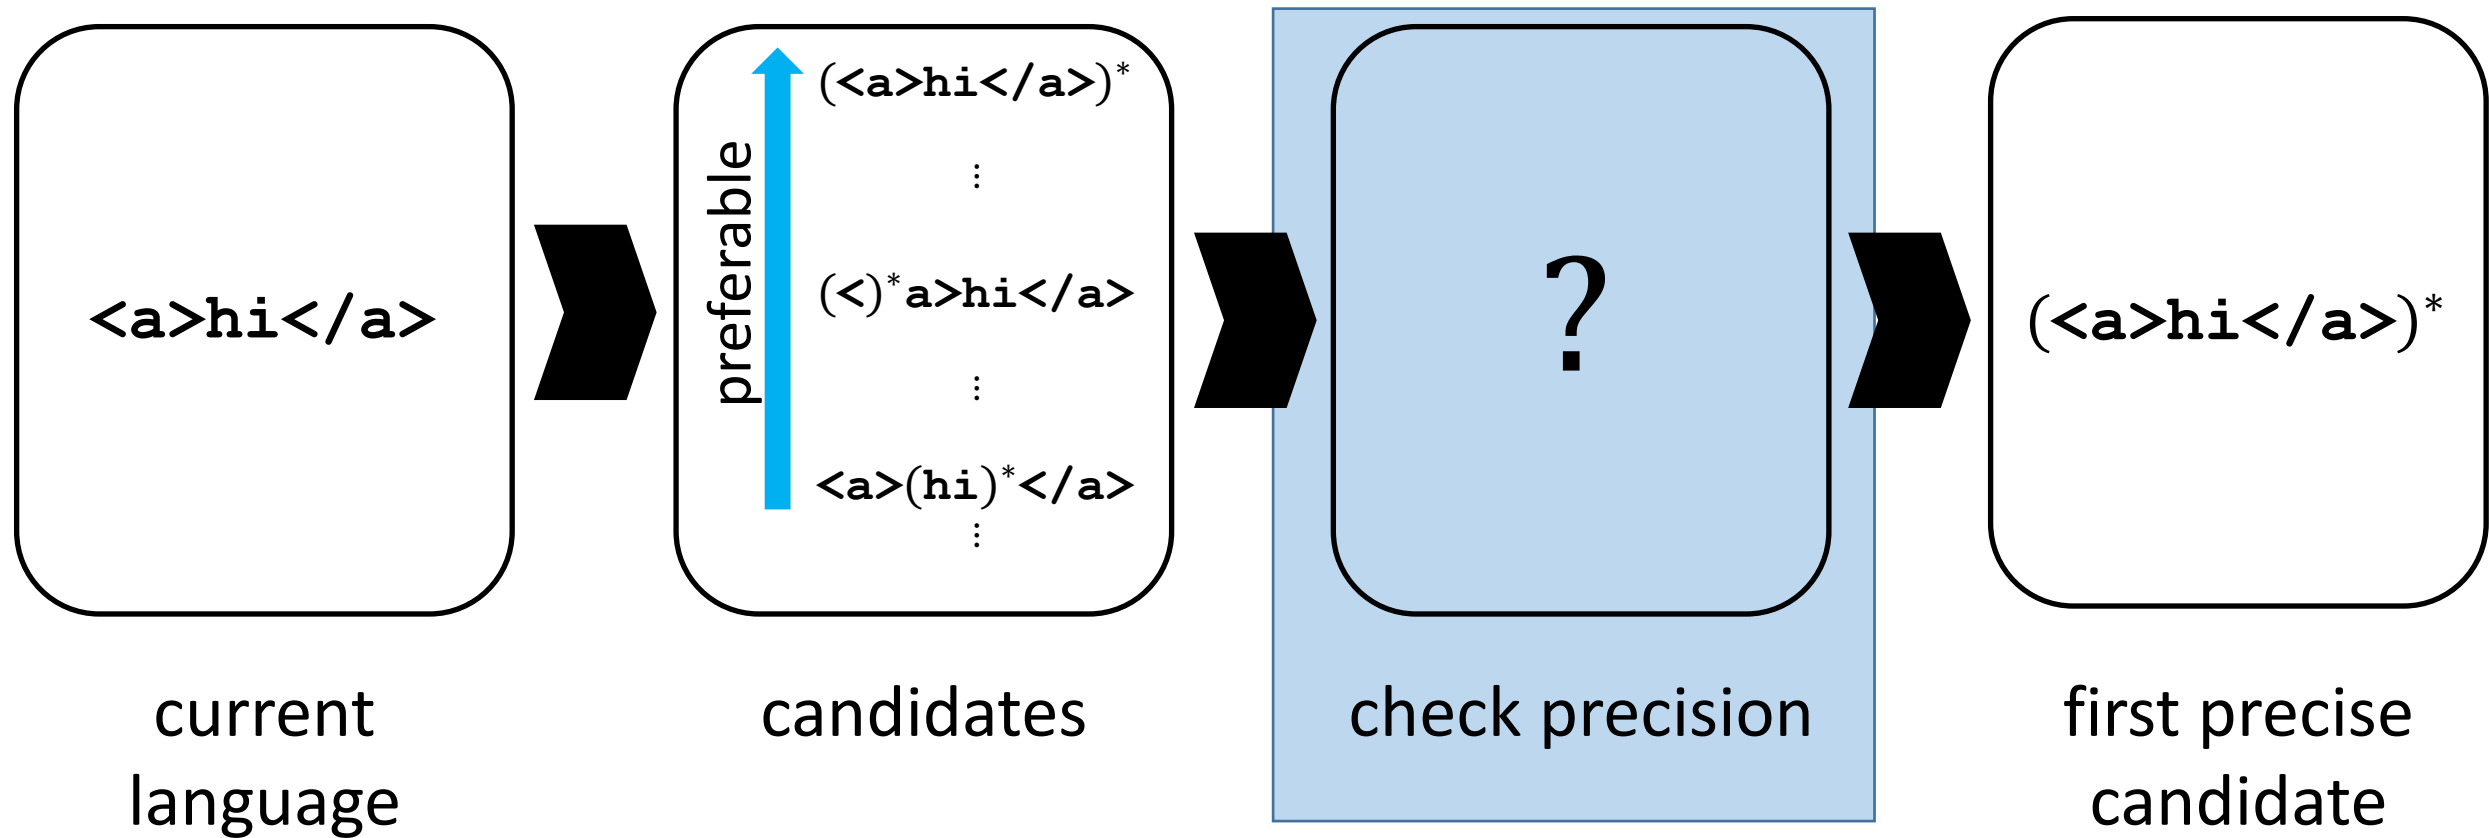 <a>hi</a>
current
language
preferable
(<a>hi</a>)*
⋮
(<)*a>hi</a>
⋮
<a>(hi)*</a>
⋮
candidates
?
check precision
(<a>hi</a>)*
first precise
candidate